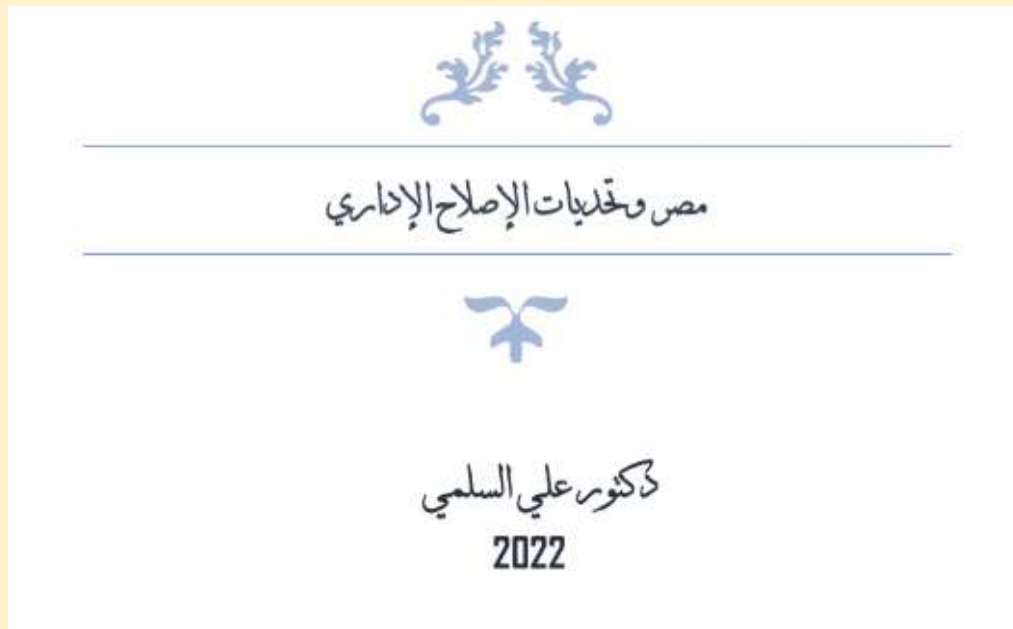 مصر وتحديات الإصلاح الإداري
دكتور علي السلمي
2022